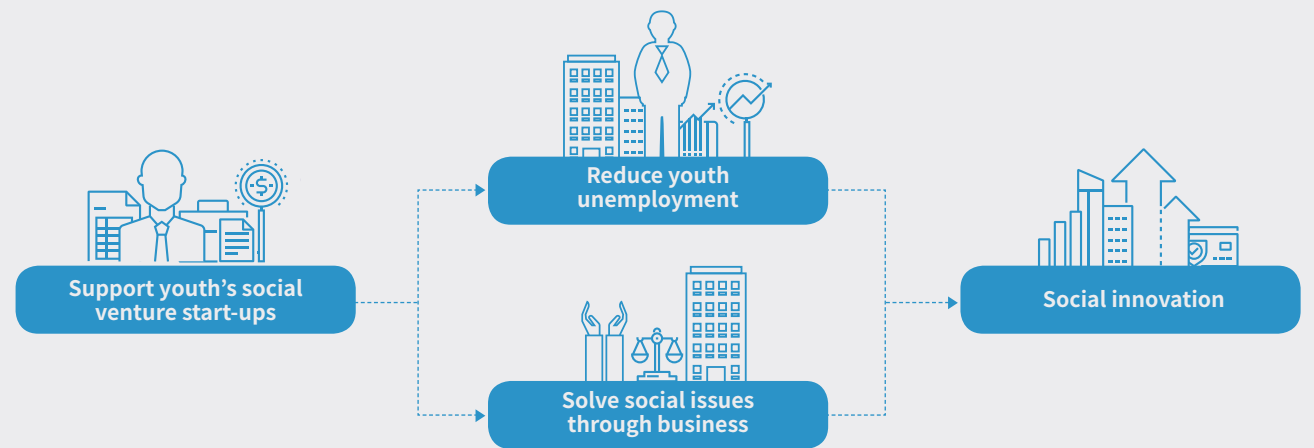 Reduce youth
unemployment
Support youth’s social
venture start-ups
Social innovation
Solve social issues
through business